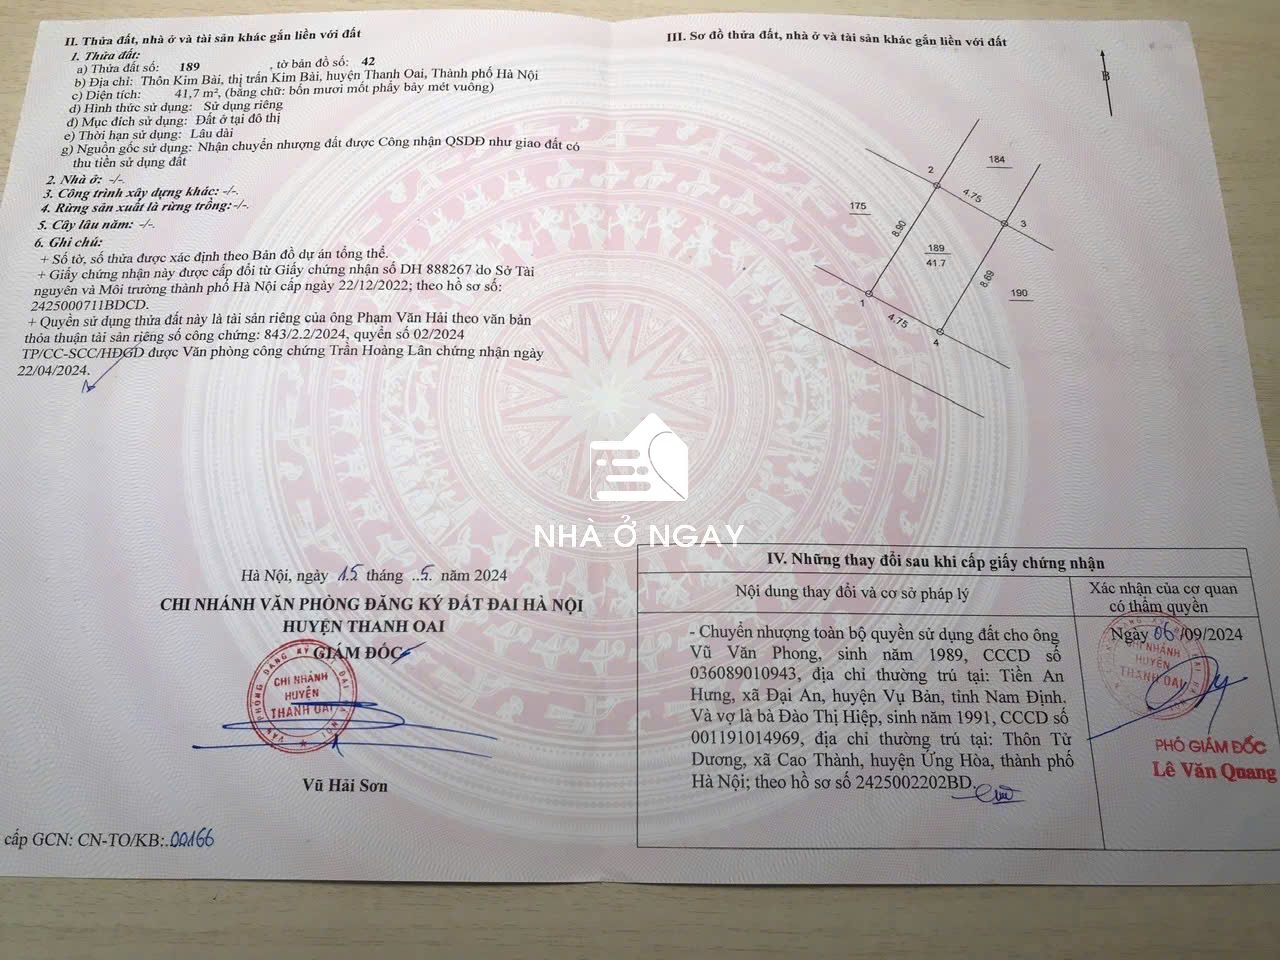 II. Thửa đất, nhà ở và tài sản khác gắn liền với đất
1. Thửa đất:
a) Thửa đất số: 189 , tờ bản đồ số: 42
b) Địa chỉ: Thôn Kim Bài, thị trấn Kim Bài, huyện Thanh Oai, Thành phố Hà Nội
c) Diện tích: 41,7 m², (bằng chữ: bốn mươi mốt phẩy bảy mét vuông)
d) Hình thức sử dụng: Sử dụng riêng
đ) Mục đích sử dụng: Đất ở tại đô thị
e) Thời hạn sử dụng: Lâu dài
g) Nguồn gốc sử dụng: Nhận chuyển nhượng đất được Công nhận QSDĐ như giao đất có
thu tiền sử dụng đất
2. Nhà ở: -/-.
3. Công trình xây dựng khác: -/-.
4. Rừng sản xuất là rừng trồng: -/-.
5. Cây lâu năm: -/-.
6. Ghi chú:
+ Số tờ, số thửa được xác định theo Bản đồ dự án tổng thể.
+ Giấy chứng nhận này được cấp đổi từ Giấy chứng nhận số DH 888267 do Sở Tài
nguyên và Môi trường thành phố Hà Nội cấp ngày 22/12/2022; theo hồ sơ số:
2425000711BDCD.
+ Quyền sử dụng thửa đất này là tài sản riêng của ông Phạm Văn Hải theo văn bản
thỏa thuận tài sản riêng số công chứng: 843/2.2/2024, quyển số 02/2024
TP/CC-SCC/HĐGD được Văn phòng công chứng Trần Hoàng Lân chứng nhận ngày
22/04/2024.
Hà Nội, ngày 15 tháng ..5. năm 2024
CHI NHÁNH VĂN PHÒNG ĐĂNG KÝ ĐẤT ĐAI HÀ NỘI
HUYỆN THANH OAI
GIÁM ĐỐC
VĂN PHÒNG ĐĂNG KÝ ĐẤT ĐAI HÀ NỘI
CHI NHÁNH
HUYỆN
THANH OAI
Vũ Hải Sơn
cấp GCN: CN-TO/KB:.00166
III. Sơ đồ thửa đất, nhà ở và tài sản khác gắn liền với đất
B
184
2
4.75
175
3
8.90
189
41.7
8.69
190
1
4.75
4
NHÀ Ở NGAY
IV. Những thay đổi sau khi cấp giấy chứng nhận
Nội dung thay đổi và cơ sở pháp lý
Xác nhận của cơ quan
có thẩm quyền
- Chuyển nhượng toàn bộ quyền sử dụng đất cho ông
Vũ Văn Phong, sinh năm 1989, CCCD số
036089010943, địa chỉ thường trú tại: Tiền An
Hưng, xã Đại An, huyện Vụ Bản, tỉnh Nam Định.
Và vợ là bà Đào Thị Hiệp, sinh năm 1991, CCCD số
001191014969, địa chỉ thường trú tại: Thôn Tử
Dương, xã Cao Thành, huyện Ứng Hòa, thành phố
Hà Nội; theo hồ sơ số 2425002202BD.
Ngày 06/09/2024
CHI NHÁNH
HUYỆN
THANH OAI
PHÓ GIÁM ĐỐC
Lê Văn Quang